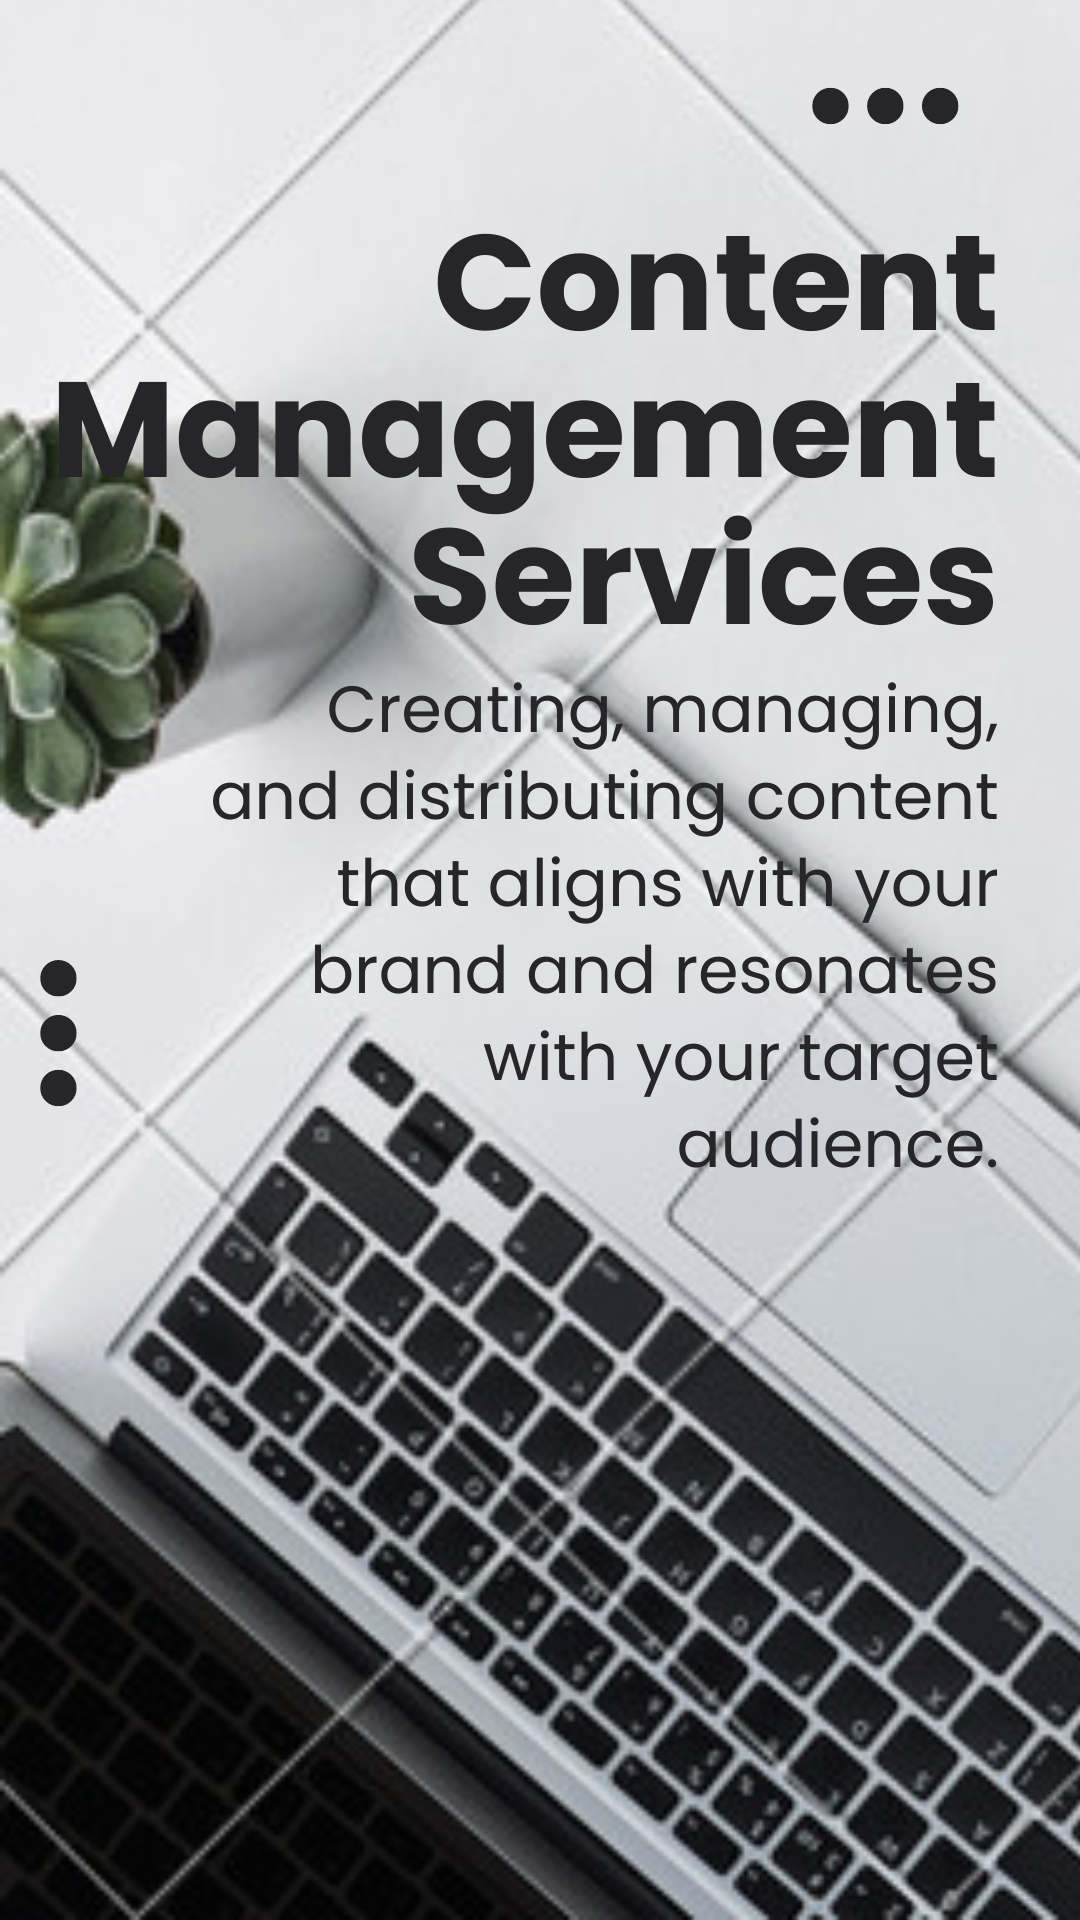 Content
Management
Services
Creating, managing,
and distributing content
that aligns with your
brand and resonates
with your target
audience.